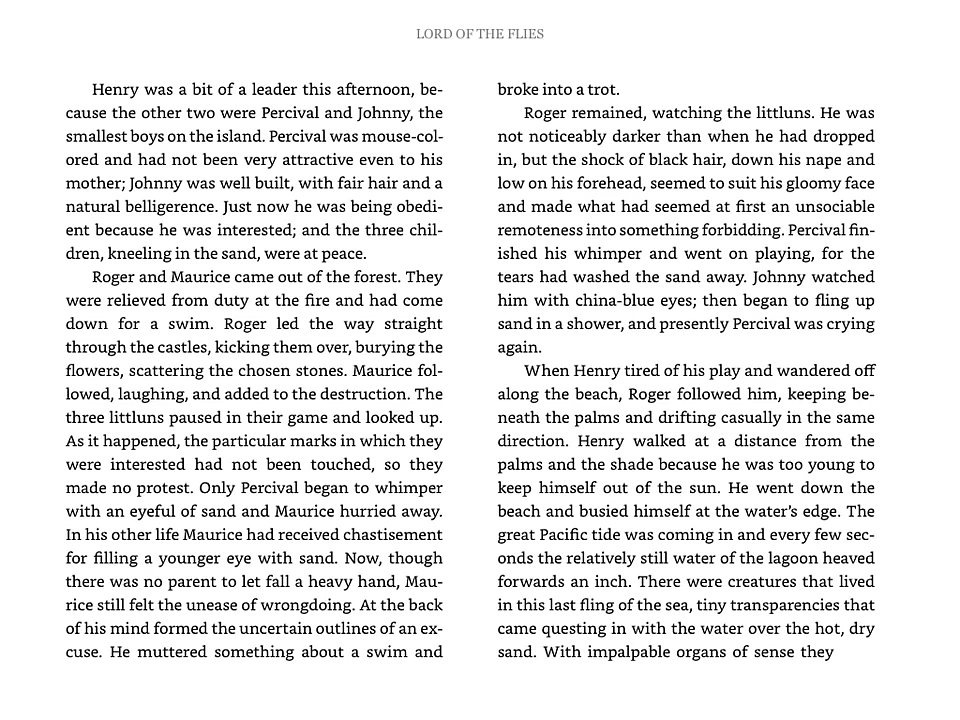 LORD OF THE FLIES
Henry was a bit of a leader this afternoon, be-
cause the other two were Percival and Johnny, the
smallest boys on the island. Percival was mouse-col-
ored and had not been very attractive even to his
mother; Johnny was well built, with fair hair and a
natural belligerence. Just now he was being obedi-
ent because he was interested; and the three chil-
dren, kneeling in the sand, were at peace.
Roger and Maurice came out of the forest. They
were relieved from duty at the fire and had come
down for a swim. Roger led the way straight
through the castles, kicking them over, burying the
flowers, scattering the chosen stones. Maurice fol-
lowed, laughing, and added to the destruction. The
three littluns paused in their game and looked up.
As it happened, the particular marks in which they
were interested had not been touched, so they
made no protest. Only Percival began to whimper
with an eyeful of sand and Maurice hurried away.
In his other life Maurice had received chastisement
for filling a younger eye with sand. Now, though
there was no parent to let fall a heavy hand, Mau-
rice still felt the unease of wrongdoing. At the back
of his mind formed the uncertain outlines of an ex-
cuse. He muttered something about a swim and
broke into a trot.
Roger remained, watching the littluns. He was
not noticeably darker than when he had dropped
in, but the shock of black hair, down his nape and
low on his forehead, seemed to suit his gloomy face
and made what had seemed at first an unsociable
remoteness into something forbidding. Percival fin-
ished his whimper and went on playing, for the
tears had washed the sand away. Johnny watched
him with china-blue eyes; then began to fling up
sand in a shower, and presently Percival was crying
again.
When Henry tired of his play and wandered off
along the beach, Roger followed him, keeping be-
neath the palms and drifting casually in the same
direction. Henry walked at a distance from the
palms and the shade because he was too young to
keep himself out of the sun. He went down the
beach and busied himself at the water's edge. The
great Pacific tide was coming in and every few sec-
onds the relatively still water of the lagoon heaved
forwards an inch. There were creatures that lived
in this last fling of the sea, tiny transparencies that
came questing in with the water over the hot, dry
sand. With impalpable organs of sense they